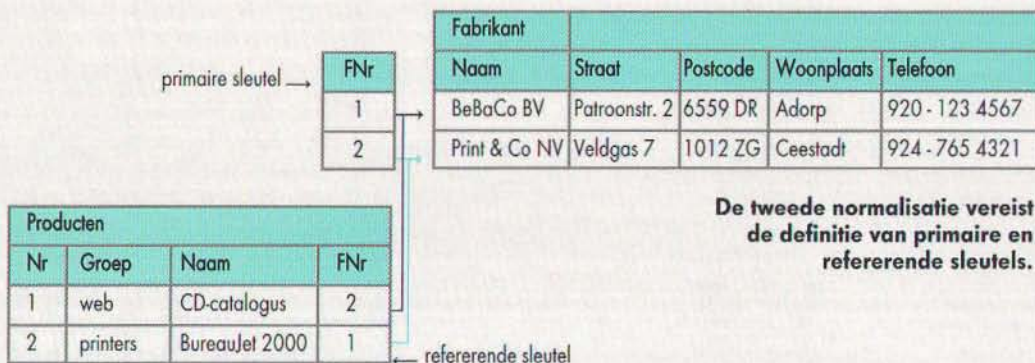 Fabrikant
primaire sleutel
FNr
Naam Straat Postcode Woonplaats Telefoon
1 BeBaCo BV Patroonstr. 2 6559 DR Adorp 920 - 123 4567
2 Print & Co NV Veldgas 7 1012 ZG Ceestadt 924 - 765 4321
De tweede normalisatie vereist
de definitie van primaire en
refererende sleutels.
Producten
Nr Groep Naam FNr
1 web CD-catalogus 2
2 printers BureauJet 2000 1
refererende sleutel